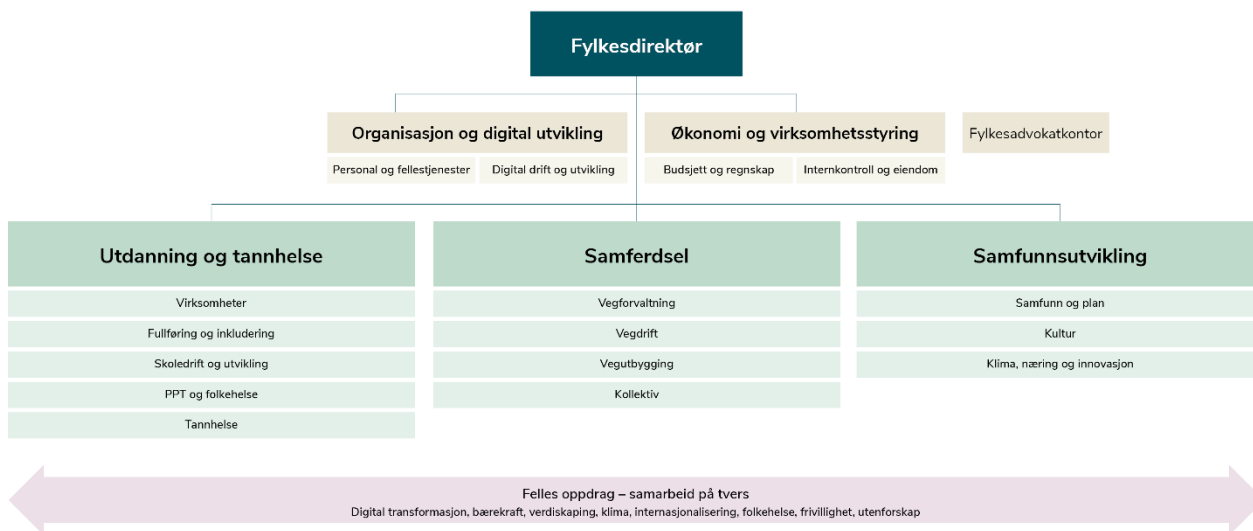 Fylkesdirektør
Organisasjon og digital utvikling
Økonomi og virksomhetsstyring
Fylkesadvokatkontor
Personal og fellestjenester
Digital drift og utvikling
Budsjett og regnskap
Internkontroll og eiendom
Utdanning og tannhelse
Virksomheter
Fullføring og inkludering
Skoledrift og utvikling
PPT og folkehelse
Tannhelse
Samferdsel
Vegforvaltning
Vegdrift
Vegutbygging
Kollektiv
Samfunnsutvikling
Samfunn og plan
Kultur
Klima, næring og innovasjon
Felles oppdrag – samarbeid på tvers
Digital transformasjon, bærekraft, verdiskaping, klima, internasjonalisering, folkehelse, frivillighet, utenforskap